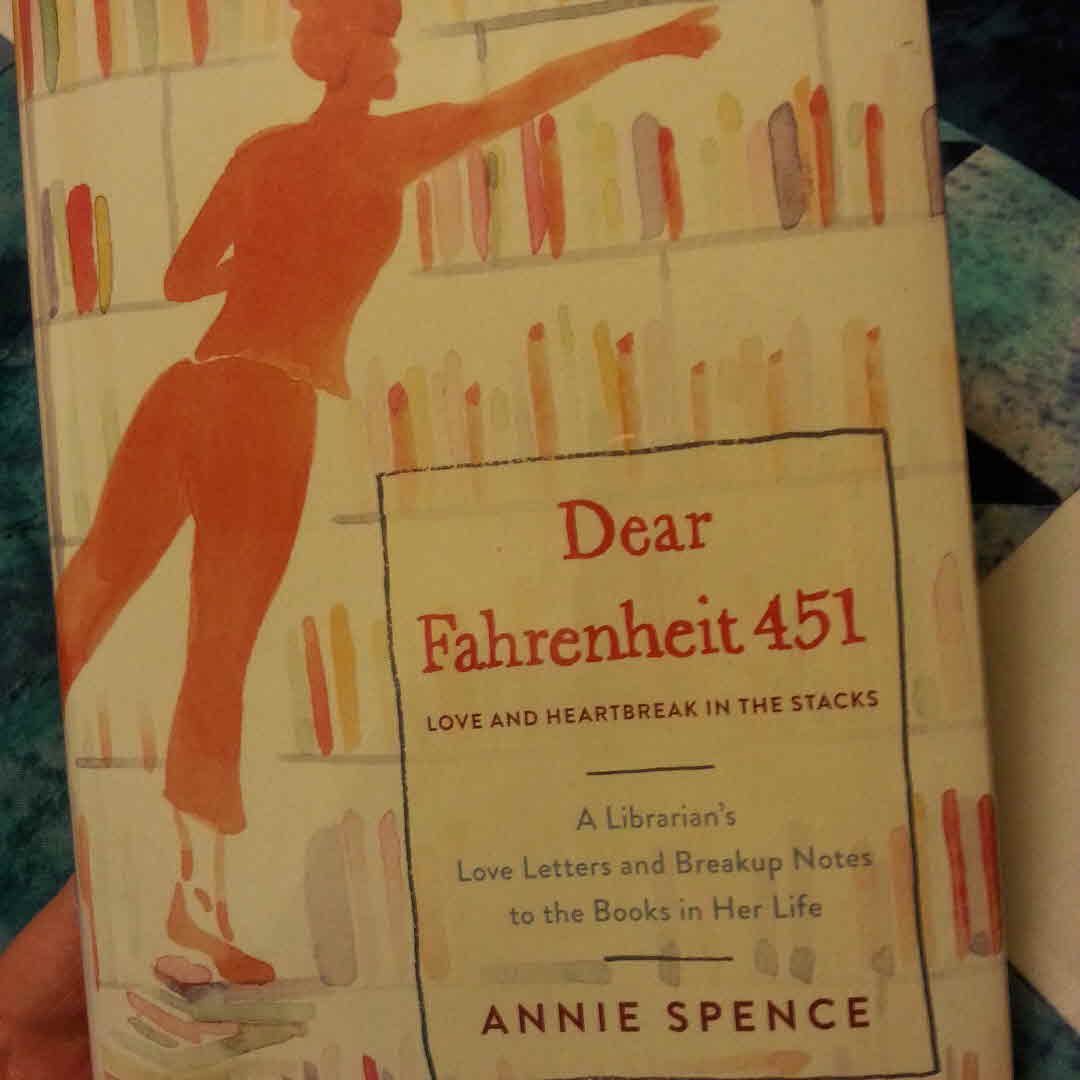 Dear
Fahrenheit 451
LOVE AND HEARTBREAK IN THE STACKS
A Librarian's
Love Letters and Breakup Notes
to the Books in Her Life
ANNIE SPENCE